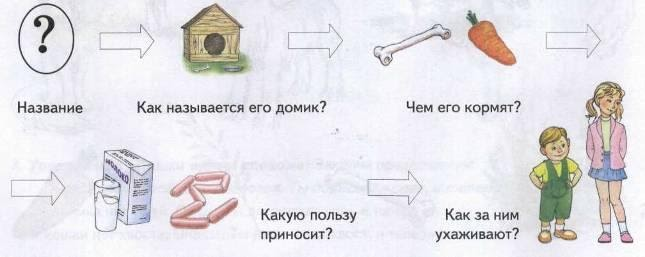 ?
Название
Как называется его домик?
Чем его кормят?
МОЛОКО
Какую пользу
приносит?
Как за ним
ухаживают?